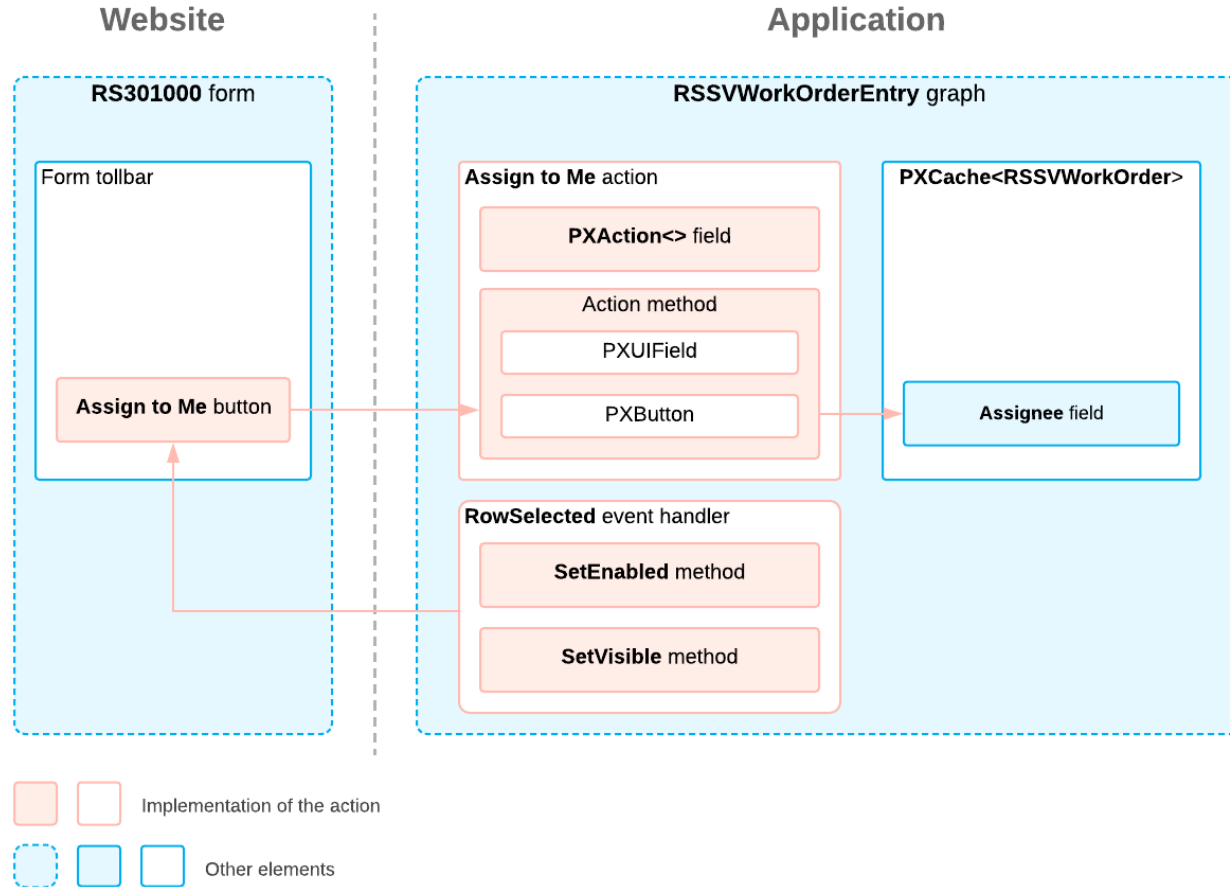 Website
Application
RS301000 form
RSSVWorkOrderEntry graph
Form tollbar
Assign to Me action
PXCache<RSSVWorkOrder>
PXAction<> field
Action method
PXUIField
Assign to Me button
PXButton
Assignee field
RowSelected event handler
SetEnabled method
SetVisible method
Implementation of the action
Other elements